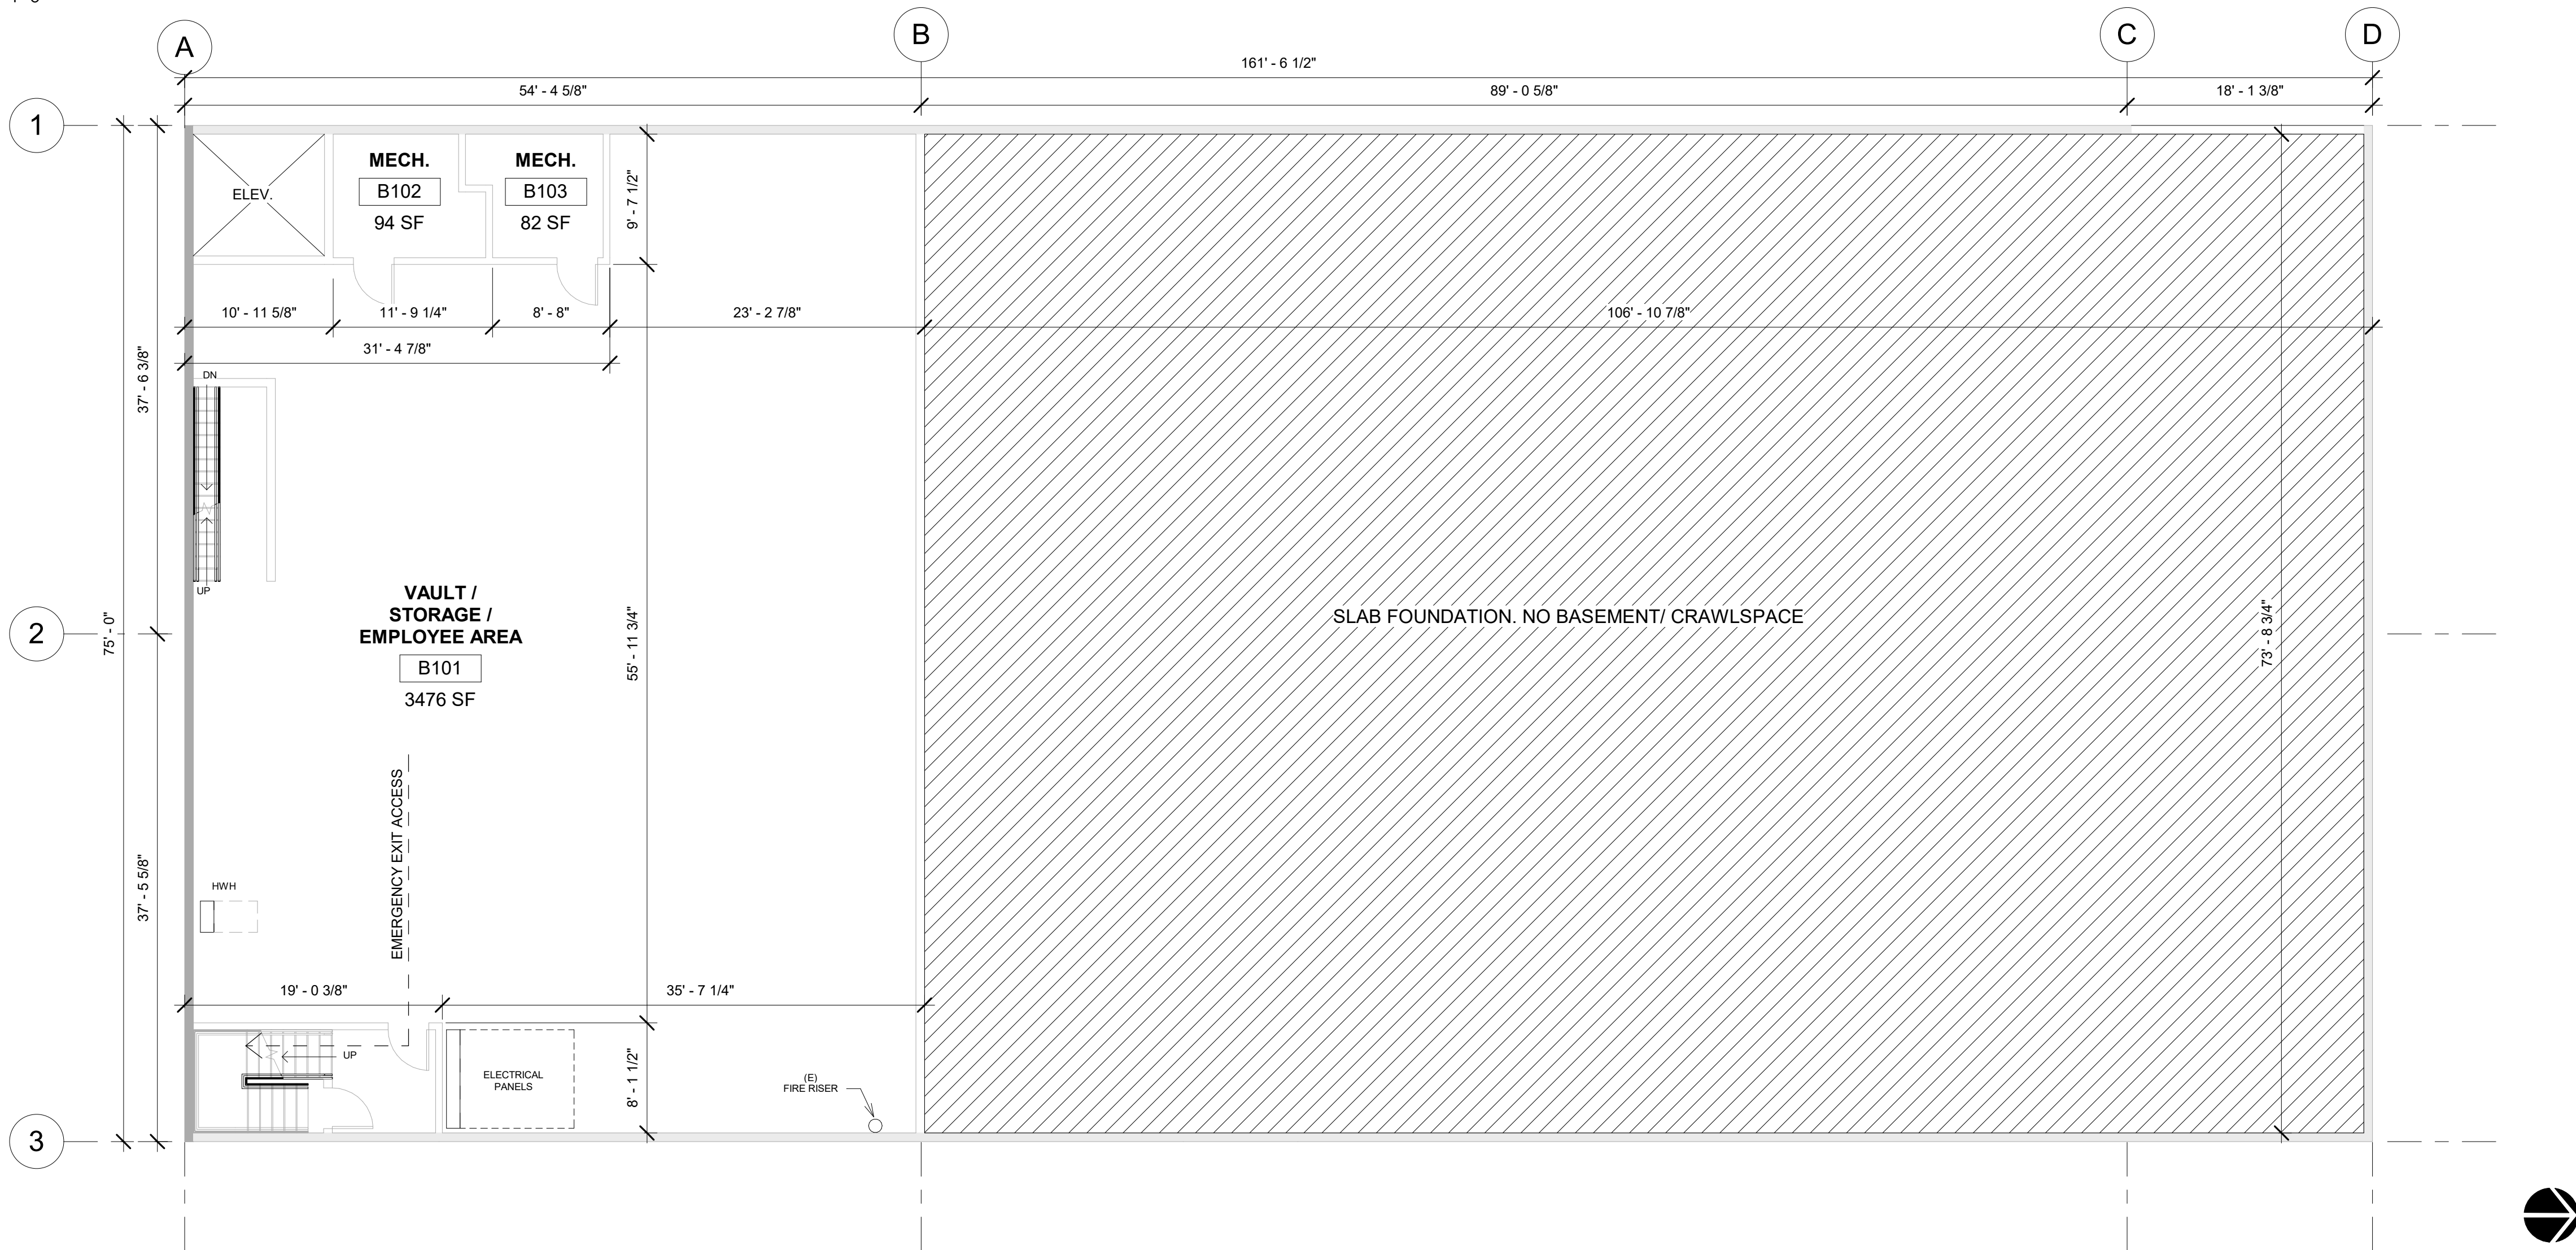 A
B
C
D
161' - 6 1/2"
54' - 4 5/8"
89' - 0 5/8"
18' - 1 3/8"
1
MECH.
B102
94 SF
MECH.
B103
82 SF
ELEV.
9' - 7 1/2"
10' - 11 5/8"
11' - 9 1/4"
8' - 8"
23' - 2 7/8"
106' - 10 7/8"
31' - 4 7/8"
37' - 6 3/8"
DN
UP
VAULT /
STORAGE /
EMPLOYEE AREA
B101
3476 SF
2
75' - 0"
55' - 11 3/4"
SLAB FOUNDATION. NO BASEMENT/ CRAWLSPACE
73' - 8 3/4"
EMERGENCY EXIT ACCESS
37' - 5 5/8"
HWH
19' - 0 3/8"
35' - 7 1/4"
UP
ELECTRICAL
PANELS
8' - 1 1/2"
(E)
FIRE RISER
3